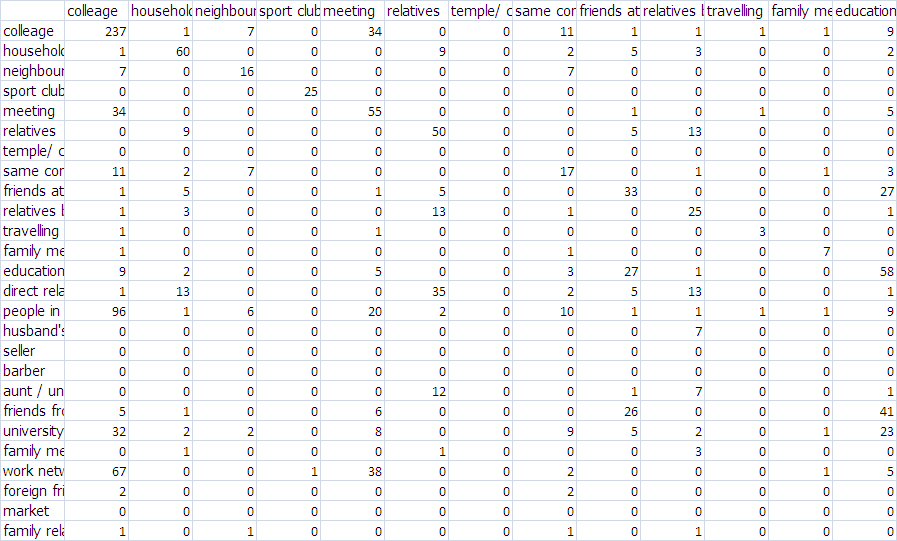 colleage household neighbour sport club meeting relatives temple/ c same cor friends at relatives b travelling family me education
colleage 237 1 7 0 34 0 0 11 1 1 1 1 9
househol 1 60 0 0 0 9 0 2 5 3 0 0 2
neighbour 7 0 16 0 0 0 0 7 0 0 0 0 0
sport club 0 0 0 25 0 0 0 0 0 0 0 0 0
meeting 34 0 0 0 55 0 0 0 1 0 1 0 5
relatives 0 9 0 0 0 50 0 0 5 13 0 0 0
temple/ c 0 0 0 0 0 0 0 0 0 0 0 0 0
same cor 11 2 7 0 0 0 0 17 0 1 0 1 3
friends at 1 5 0 0 1 5 0 0 33 0 0 0 27
relatives b 1 3 0 0 0 13 0 1 0 25 0 0 1
travelling 1 0 0 0 1 0 0 0 0 0 3 0 0
family me 1 0 0 0 0 0 0 1 0 0 0 7 0
education 9 2 0 0 5 0 0 3 27 1 0 0 58
direct rela 1 13 0 0 0 35 0 2 5 13 0 0 1
people in 96 1 6 0 20 2 0 10 1 1 1 1 9
husband's 0 0 0 0 0 0 0 0 0 7 0 0 0
seller 0 0 0 0 0 0 0 0 0 0 0 0 0
barber 0 0 0 0 0 0 0 0 0 0 0 0 0
aunt / un 0 0 0 0 0 12 0 0 1 7 0 0 1
friends fro 5 1 0 0 6 0 0 0 26 0 0 0 41
university 32 2 2 0 8 0 0 9 5 2 0 1 23
family me 0 1 0 0 0 1 0 0 0 3 0 0 0
work netw 67 0 0 1 38 0 0 2 0 0 0 1 5
foreign fri 2 0 0 0 0 0 0 2 0 0 0 0 0
market 0 0 0 0 0 0 0 0 0 0 0 0 0
family rela 1 0 1 0 0 0 0 1 0 1 0 0 0